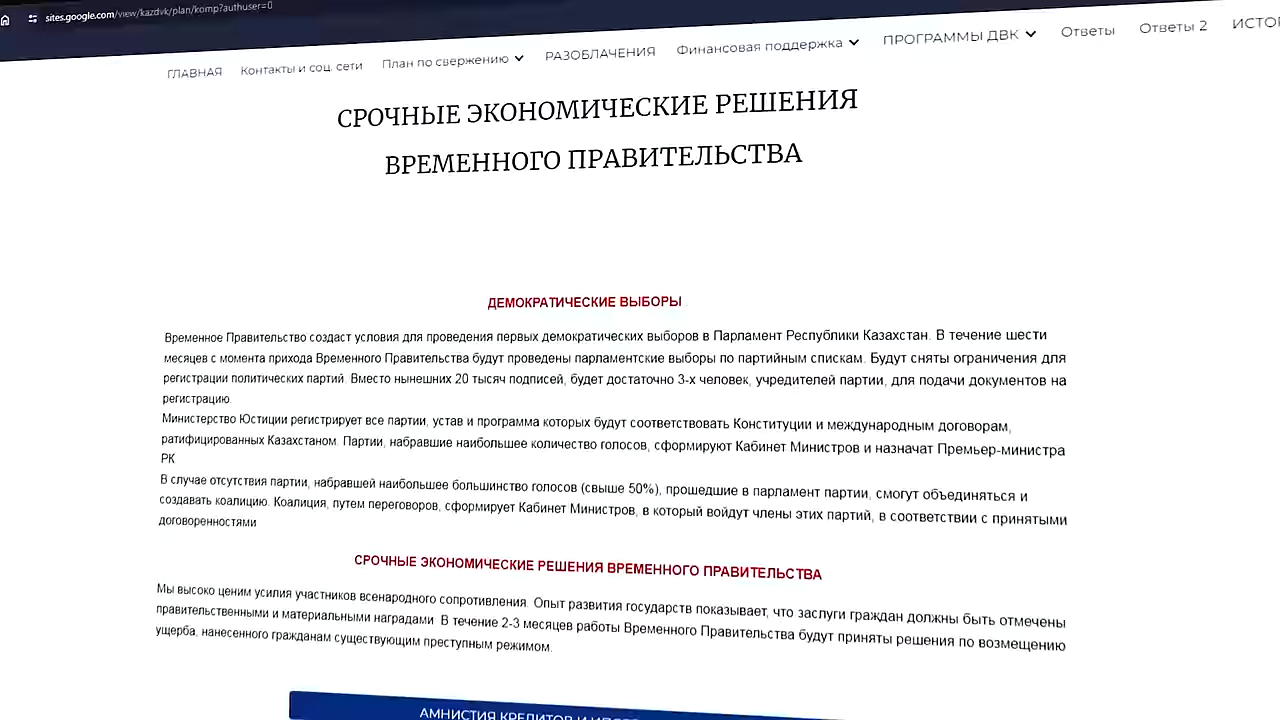 sites.google.com/view/kazdvk/plan/komp?authuser=0
ГЛАВНАЯ Контакты и соц. сети План по свержению РАЗОБЛАЧЕНИЯ Финансовая поддержка ПРОГРАММЫ ДВК Ответы Ответы 2
СРОЧНЫЕ ЭКОНОМИЧЕСКИЕ РЕШЕНИЯ
ВРЕМЕННОГО ПРАВИТЕЛЬСТВА
ДЕМОКРАТИЧЕСКИЕ ВЫБОРЫ
Временное Правительство создаст условия для проведения первых демократических выборов в Парламент Республики Казахстан. В течение шести
месяцев с момента прихода Временного Правительства будут проведены парламентские выборы по партийным спискам. Будут сняты ограничения для
регистрации политических партий. Вместо нынешних 20 тысяч подписей, будет достаточно 3-х человек, учредителей партии, для подачи документов на
регистрацию.
Министерство Юстиции регистрирует все партии, устав и программа которых будут соответствовать Конституции и международным договорам,
ратифицированных Казахстаном. Партии, набравшие наибольшее количество голосов, сформируют Кабинет Министров и назначат Премьер-министра
РК
В случае отсутствия партии, набравшей наибольшее большинство голосов (свыше 50%), прошедшие в парламент партии, смогут объединяться и
создавать коалицию. Коалиция, путем переговоров, сформирует Кабинет Министров, в который войдут члены этих партий, в соответствии с принятыми
договоренностями
СРОЧНЫЕ ЭКОНОМИЧЕСКИЕ РЕШЕНИЯ ВРЕМЕННОГО ПРАВИТЕЛЬСТВА
Мы высоко ценим усилия участников всенародного сопротивления. Опыт развития государств показывает, что заслуги граждан должны быть отмечены
правительственными и материальными наградами. В течение 2-3 месяцев работы Временного Правительства будут приняты решения по возмещению
ущерба, нанесенного гражданам существующим преступным режимом.
АМНИСТИЯ КРЕДИТОВ И